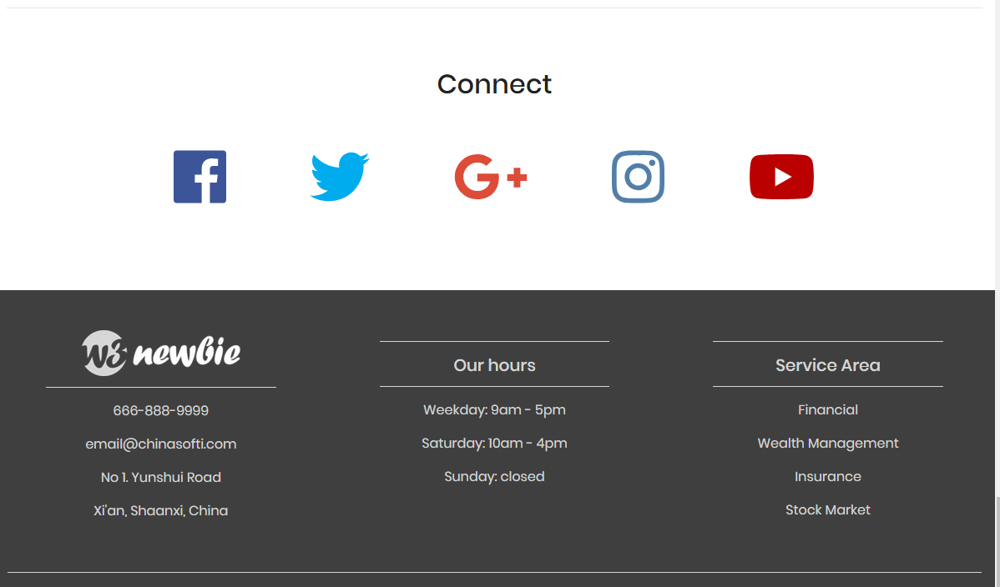 Connect
W3 newbie
666-888-9999
email@chinasofti.com
No 1. Yunshui Road
Xi'an, Shaanxi, China
Our hours
Weekday: 9am - 5pm
Saturday: 10am - 4pm
Sunday: closed
Service Area
Financial
Wealth Management
Insurance
Stock Market